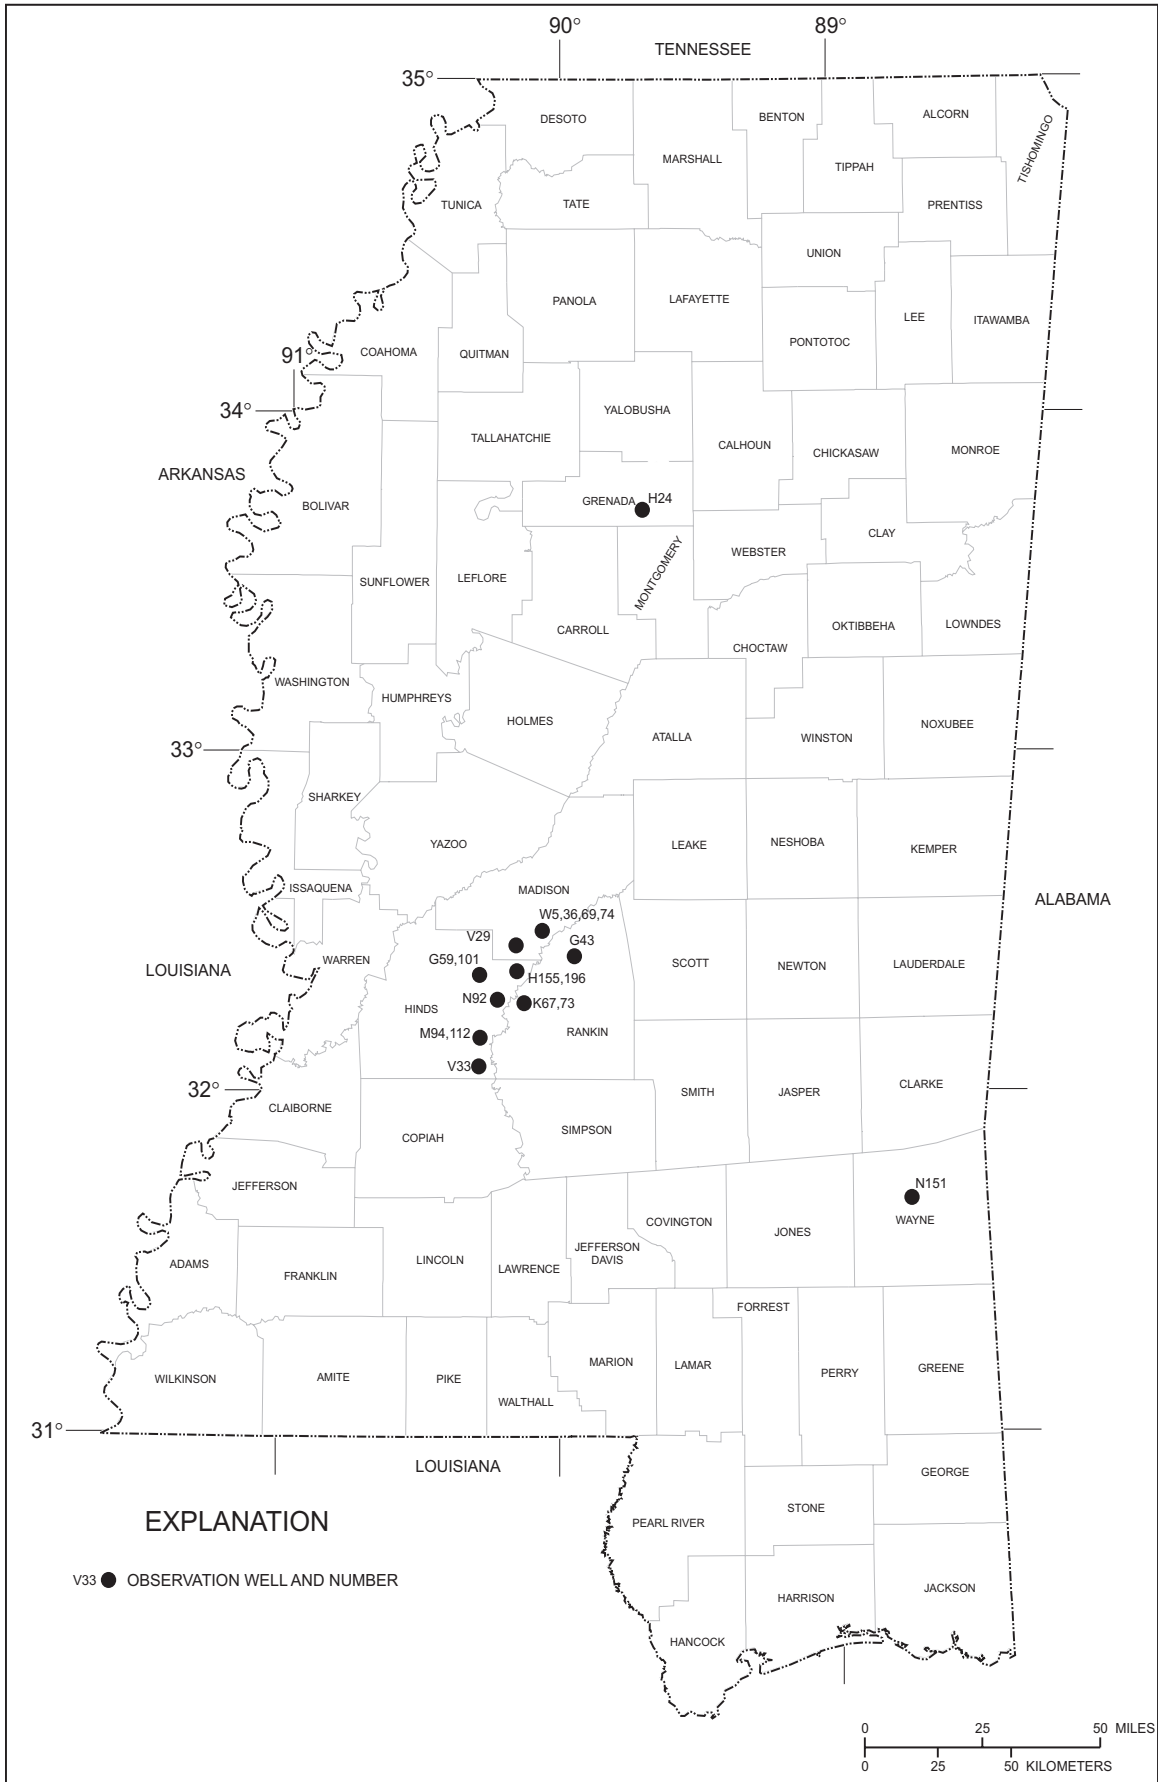 90°
89°
TENNESSEE
35°
DESOTO
BENTON
ALCORN
MARSHALL
TIPPAH
TISHOMINGO
TUNICA
TATE
PRENTISS
UNION
PANOLA
LAFAYETTE
LEE
ITAWAMBA
PONTOTOC
COAHOMA
QUITMAN
91°
34°
YALOBUSHA
TALLAHATCHIE
CALHOUN
CHICKASAW
MONROE
ARKANSAS
BOLIVAR
GRENADA
H24
CLAY
WEBSTER
MONTGOMERY
SUNFLOWER
LEFLORE
CARROLL
OKTIBBEHA
LOWNDES
CHOCTAW
WASHINGTON
HUMPHREYS
HOLMES
ATALLA
WINSTON
NOXUBEE
33°
SHARKEY
YAZOO
LEAKE
NESHOBA
KEMPER
ISSAQUENA
MADISON
ALABAMA
W5,36,69,74
V29
G43
G59,101
WARREN
LOUISIANA
SCOTT
NEWTON
LAUDERDALE
H155,196
N92
K67,73
HINDS
RANKIN
M94,112
V33
32°
CLAIBORNE
SMITH
JASPER
CLARKE
COPIAH
SIMPSON
JEFFERSON
N151
WAYNE
COVINGTON
JONES
ADAMS
FRANKLIN
LINCOLN
LAWRENCE
JEFFERSON
DAVIS
FORREST
WILKINSON
AMITE
PIKE
WALTHALL
MARION
LAMAR
PERRY
GREENE
31°
LOUISIANA
GEORGE
STONE
PEARL RIVER
EXPLANATION
V33 OBSERVATION WELL AND NUMBER
HARRISON
JACKSON
HANCOCK
0 25 50 MILES
0 25 50 KILOMETERS